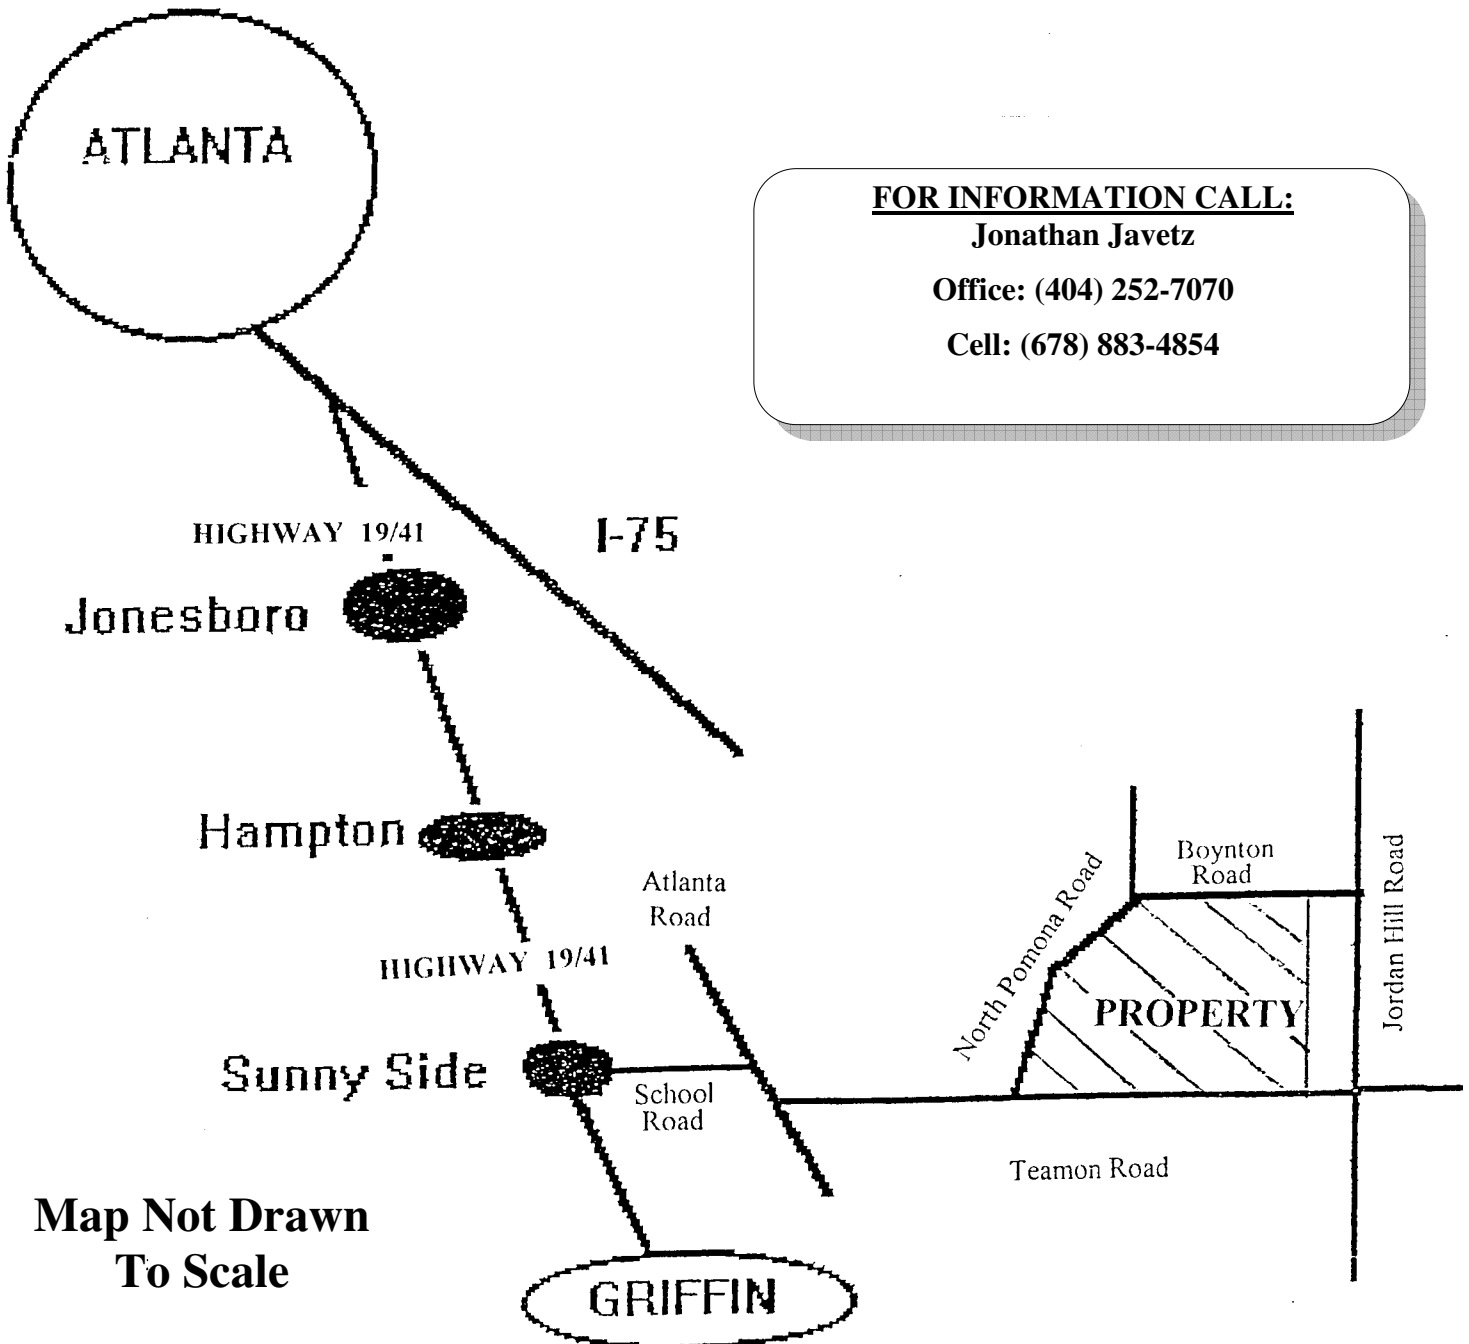 ATLANTA
FOR INFORMATION CALL:
Jonathan Javetz
Office: (404) 252-7070
Cell: (678) 883-4854
HIGHWAY 19/41
I-75
Jonesboro
Hampton
Atlanta
Road
Boynton
Road
North Pomona Road
Jordan Hill Road
HIGHWAY 19/41
PROPERTY
Sunny Side
School
Road
Teamon Road
Map Not Drawn
To Scale
GRIFFIN